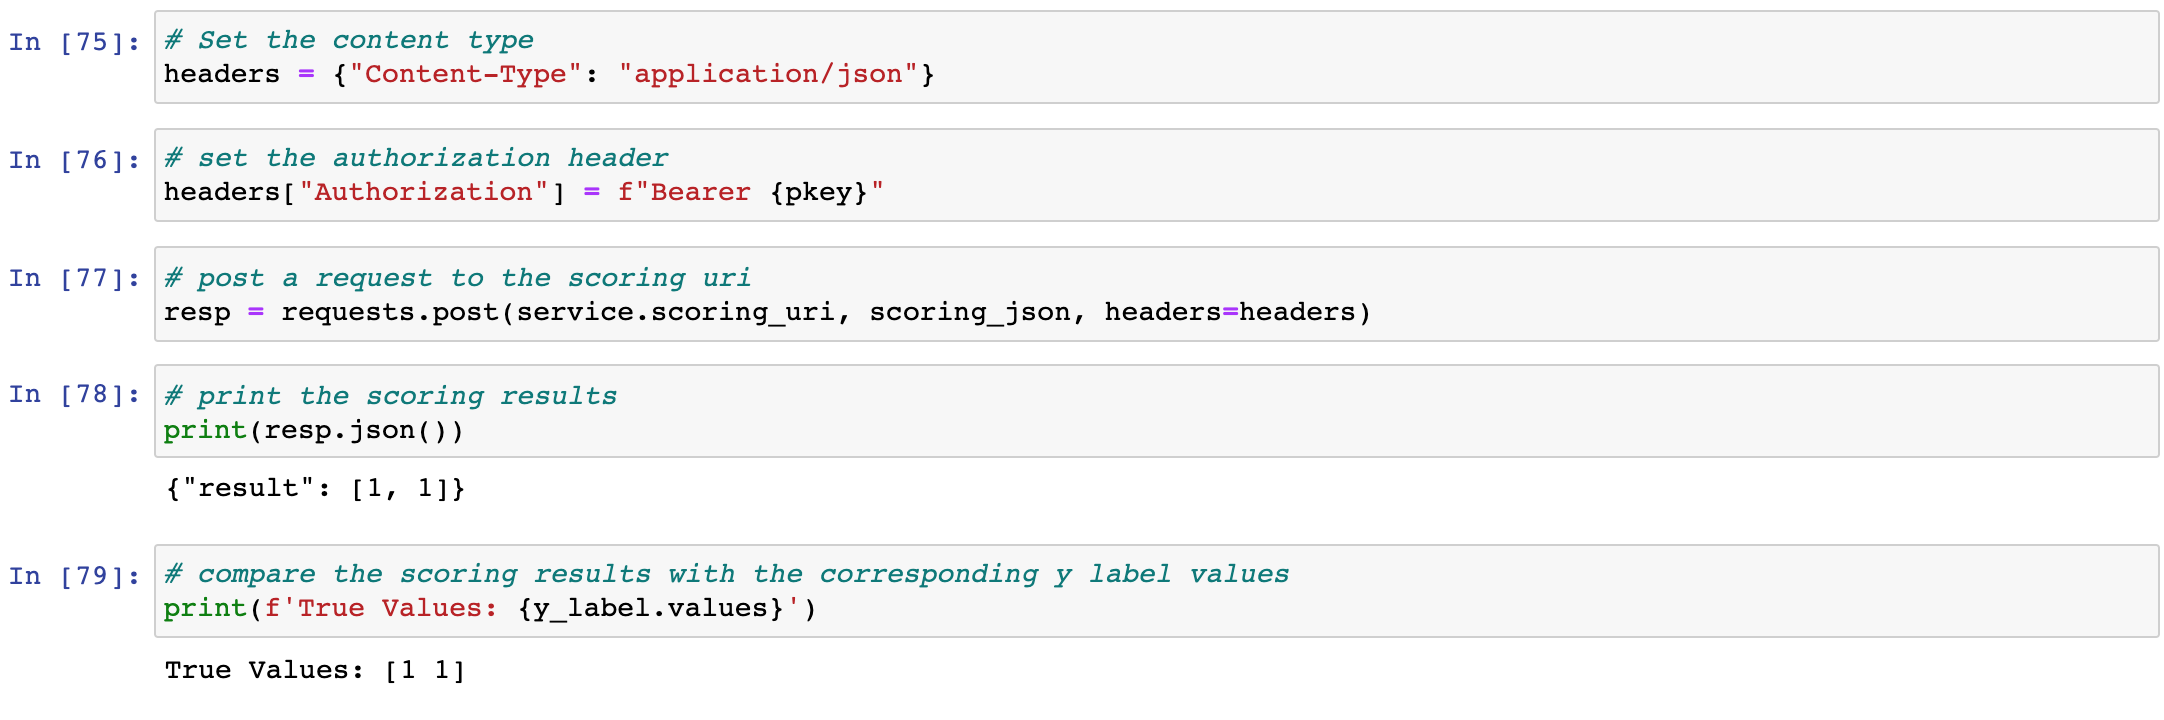 In [75]: # Set the content type
headers = {"Content-Type": "application/json"}
In [76]: # set the authorization header
headers["Authorization"] = f"Bearer {pkey}"
In [77]: # post a request to the scoring uri
resp = requests.post(service.scoring_uri, scoring_json, headers=headers)
In [78]: # print the scoring results
print(resp.json())
{"result": [1, 1]}
In [79]: # compare the scoring results with the corresponding y label values
print(f'True Values: {y_label.values}')
True Values: [1 1]